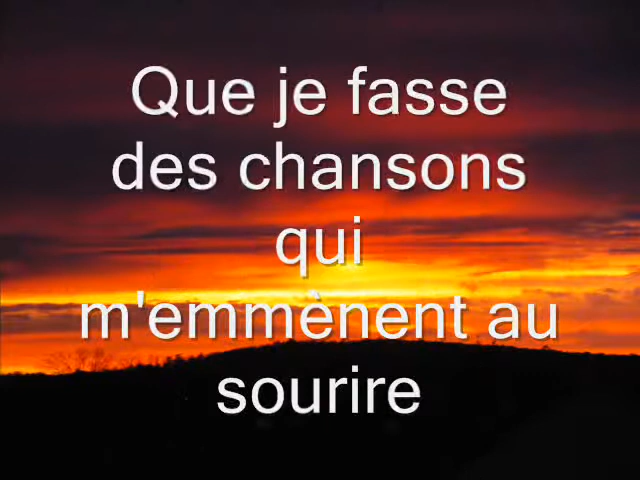 Que je fasse
des chansons
qui
m'emmènent au
sourire